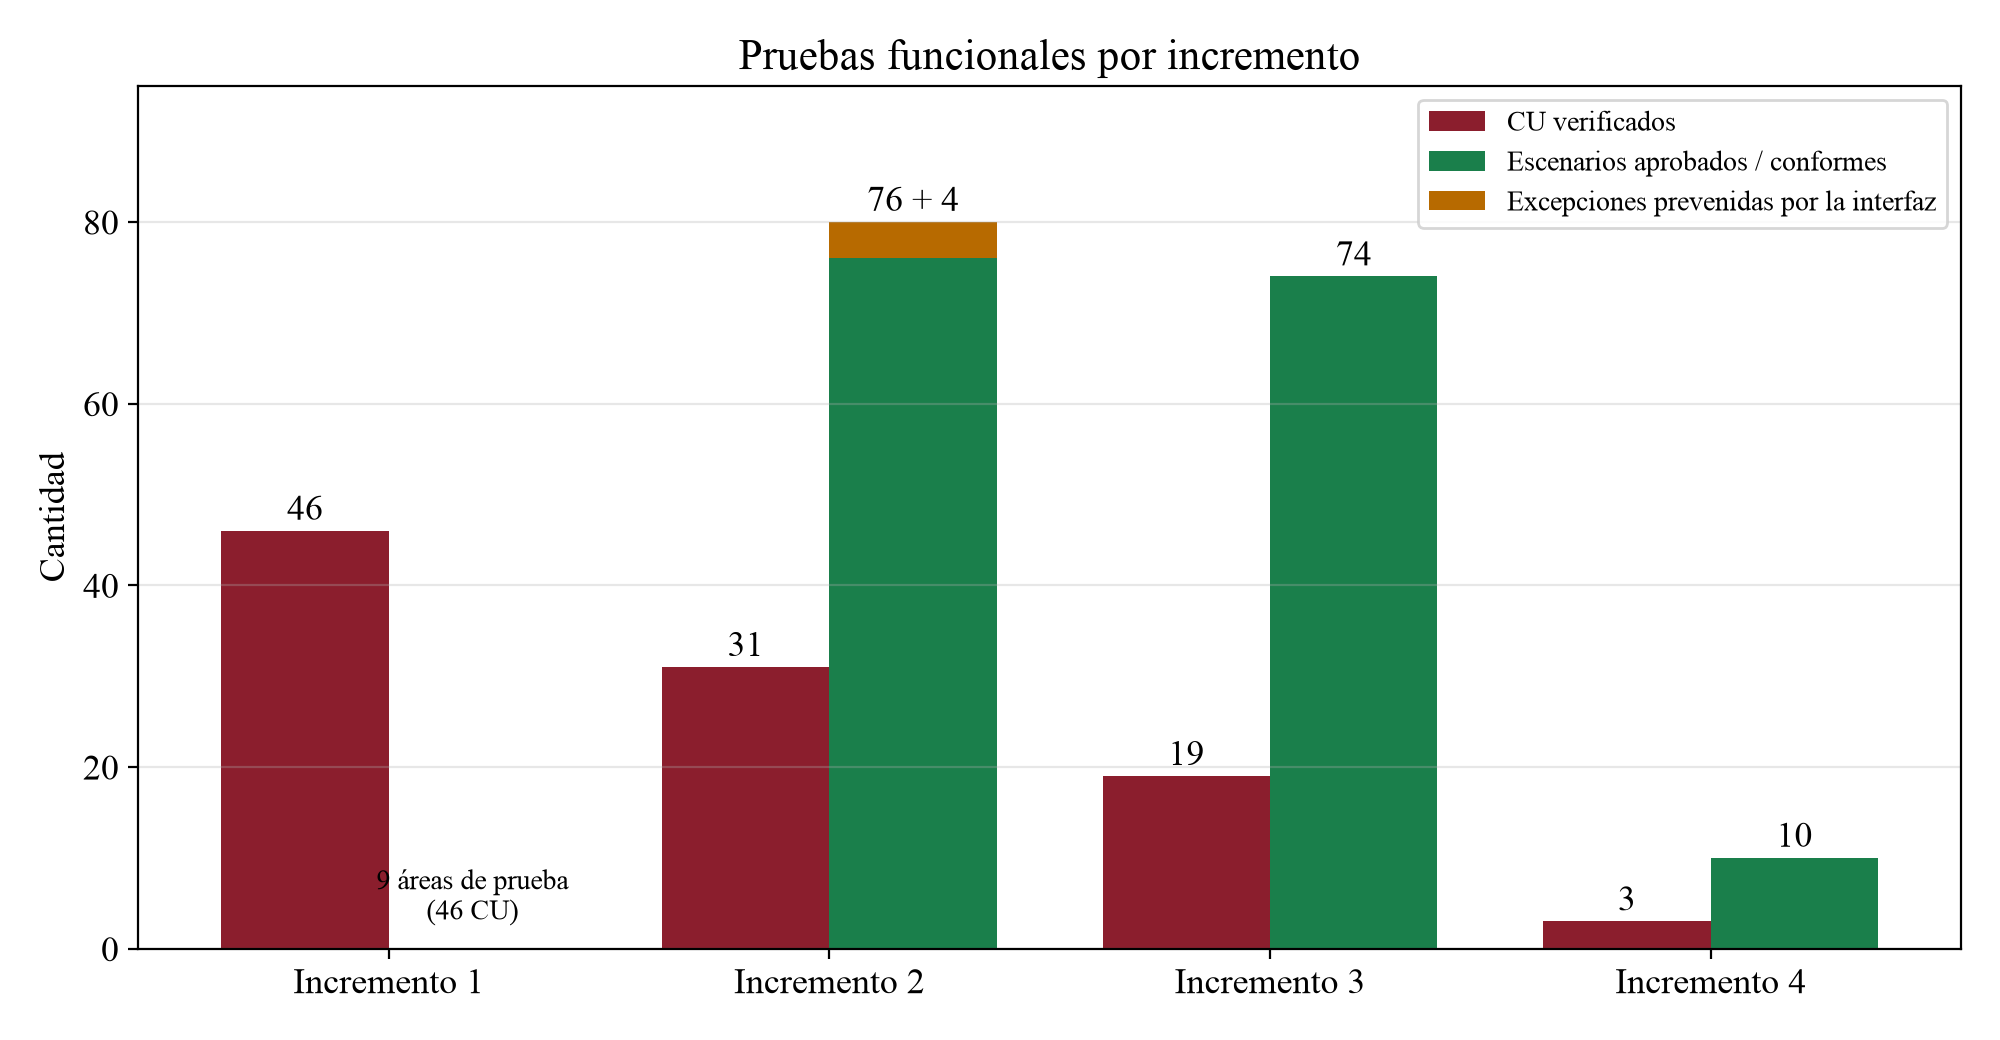 Pruebas funcionales por incremento
CU verificados
Escenarios aprobados / conformes
Excepciones prevenidas por la interfaz
Cantidad
80
60
40
20
0
46
9 áreas de prueba
(46 CU)
31
76 + 4
19
74
3
10
Incremento 1
Incremento 2
Incremento 3
Incremento 4